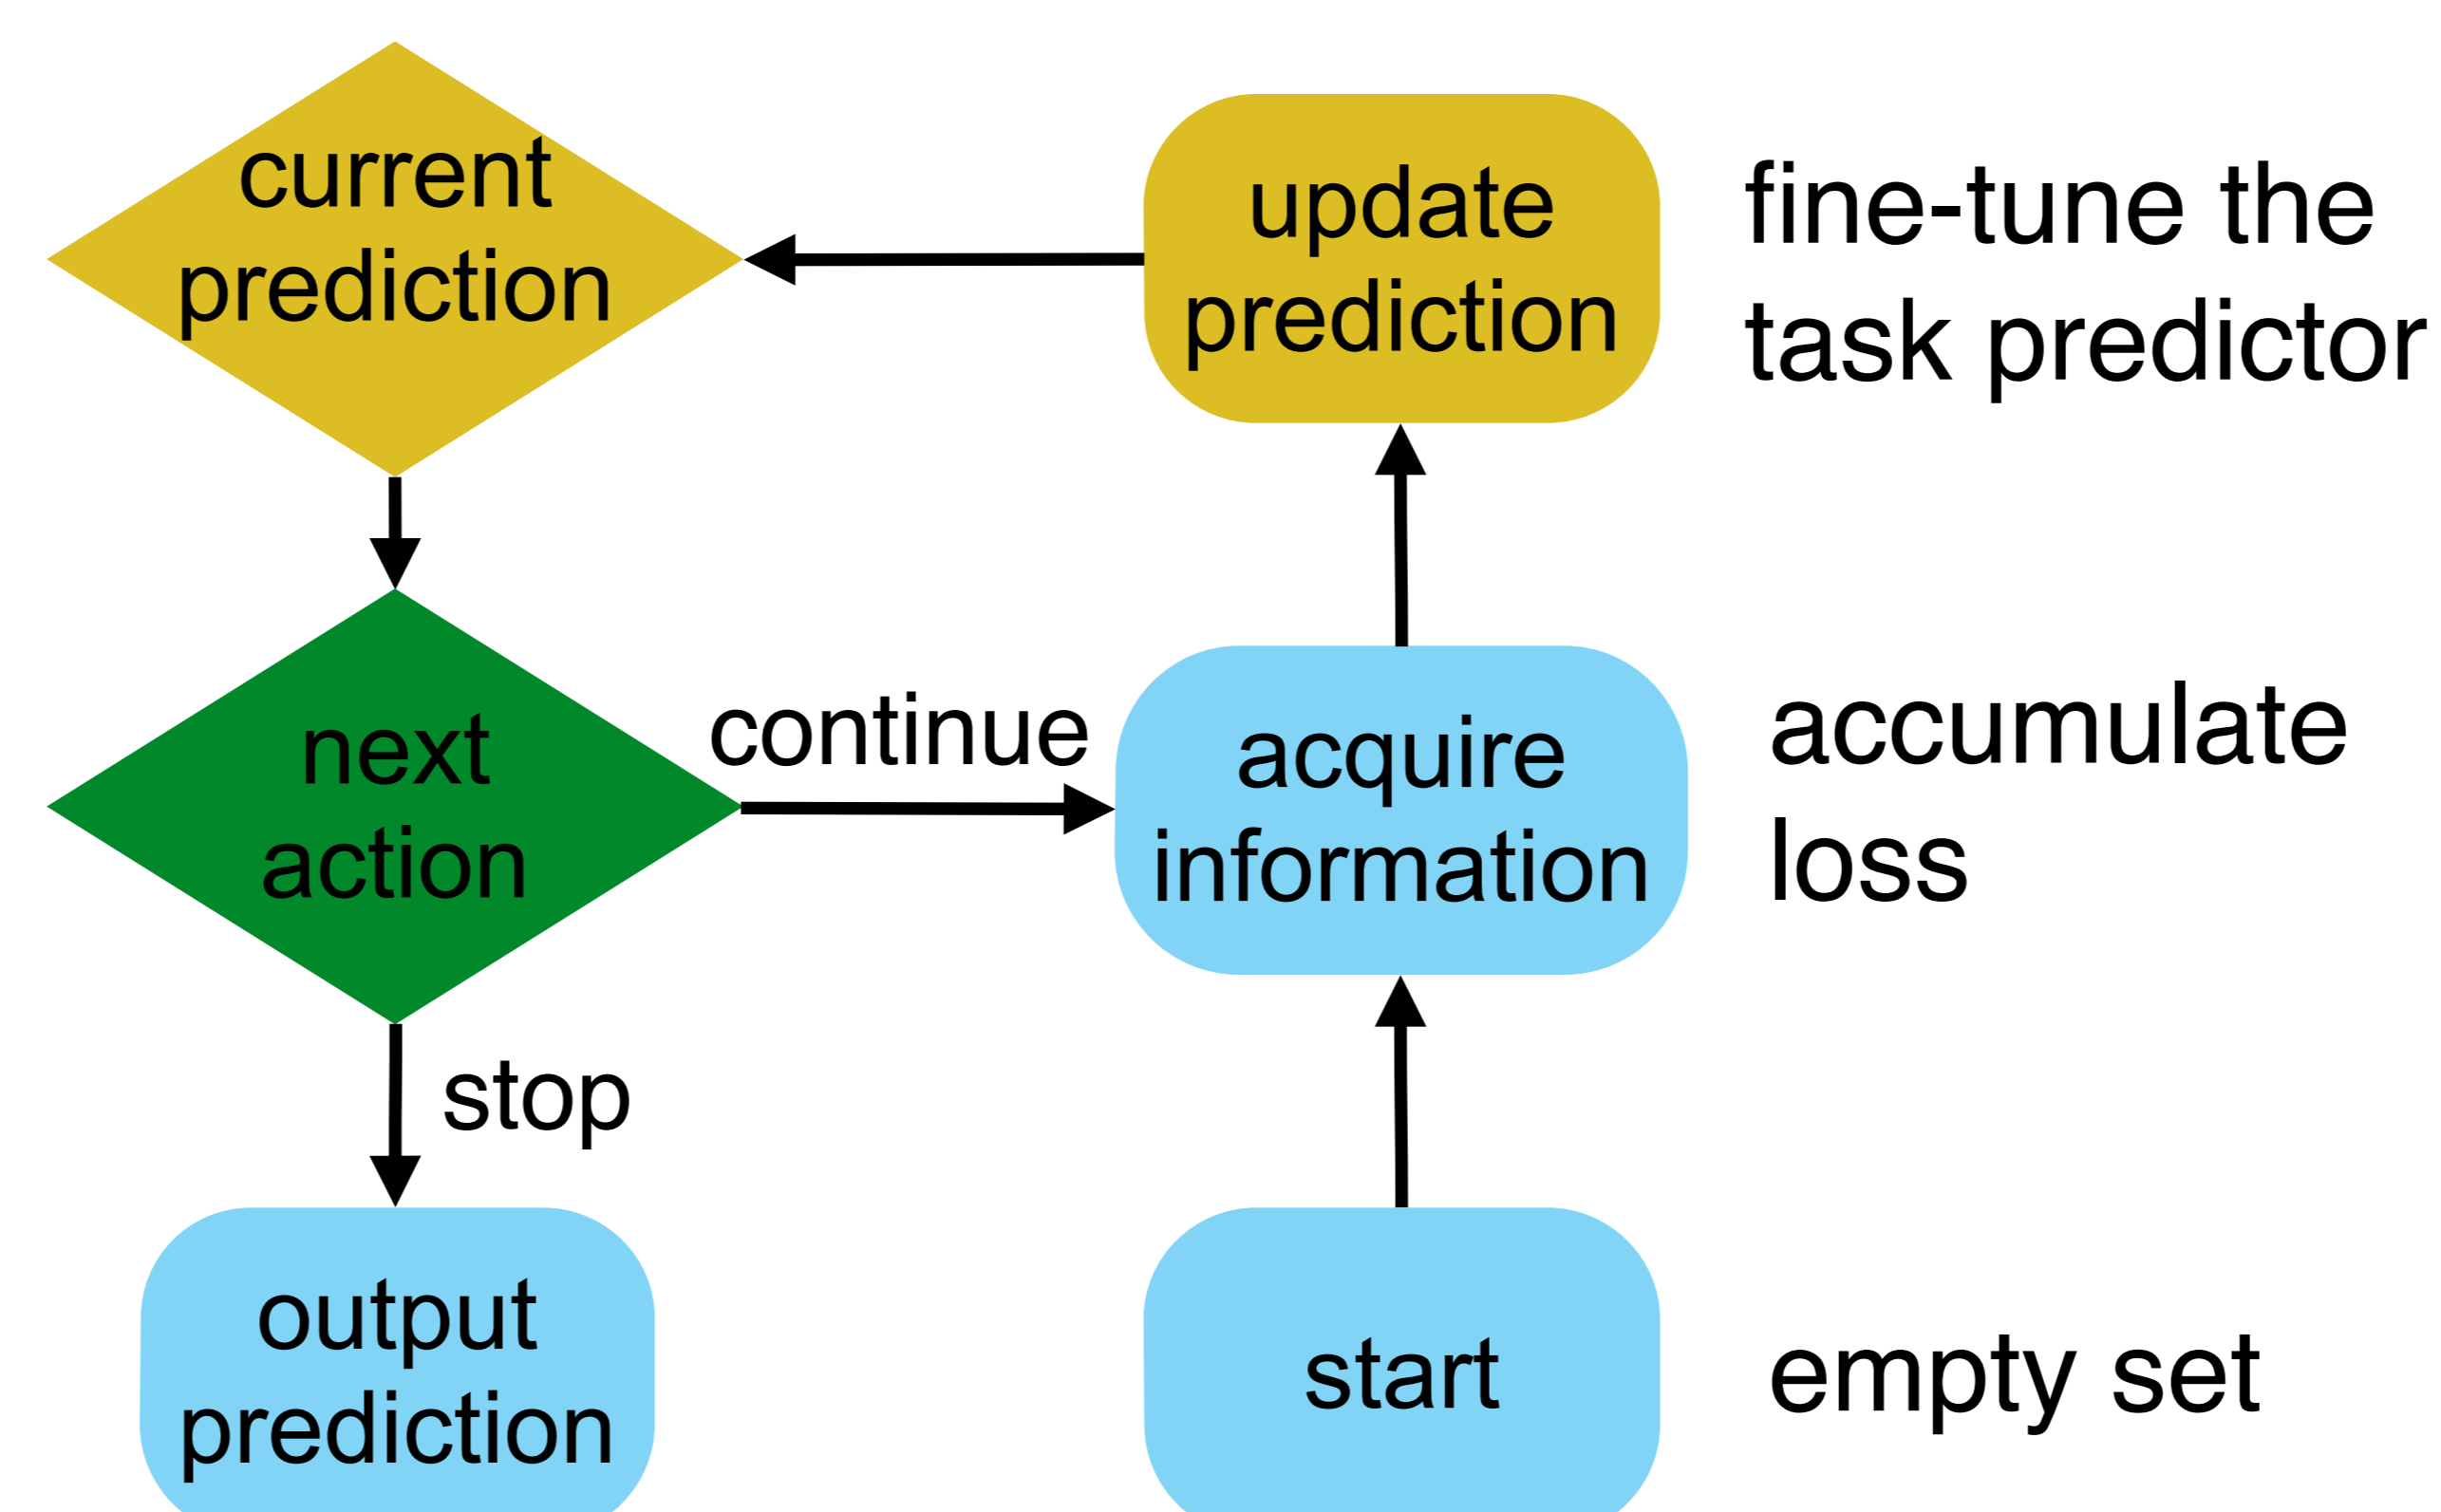 current
prediction
update
prediction
fine-tune the
task predictor
next
action
continue
acquire
information
accumulate
loss
stop
output
prediction
start
empty set